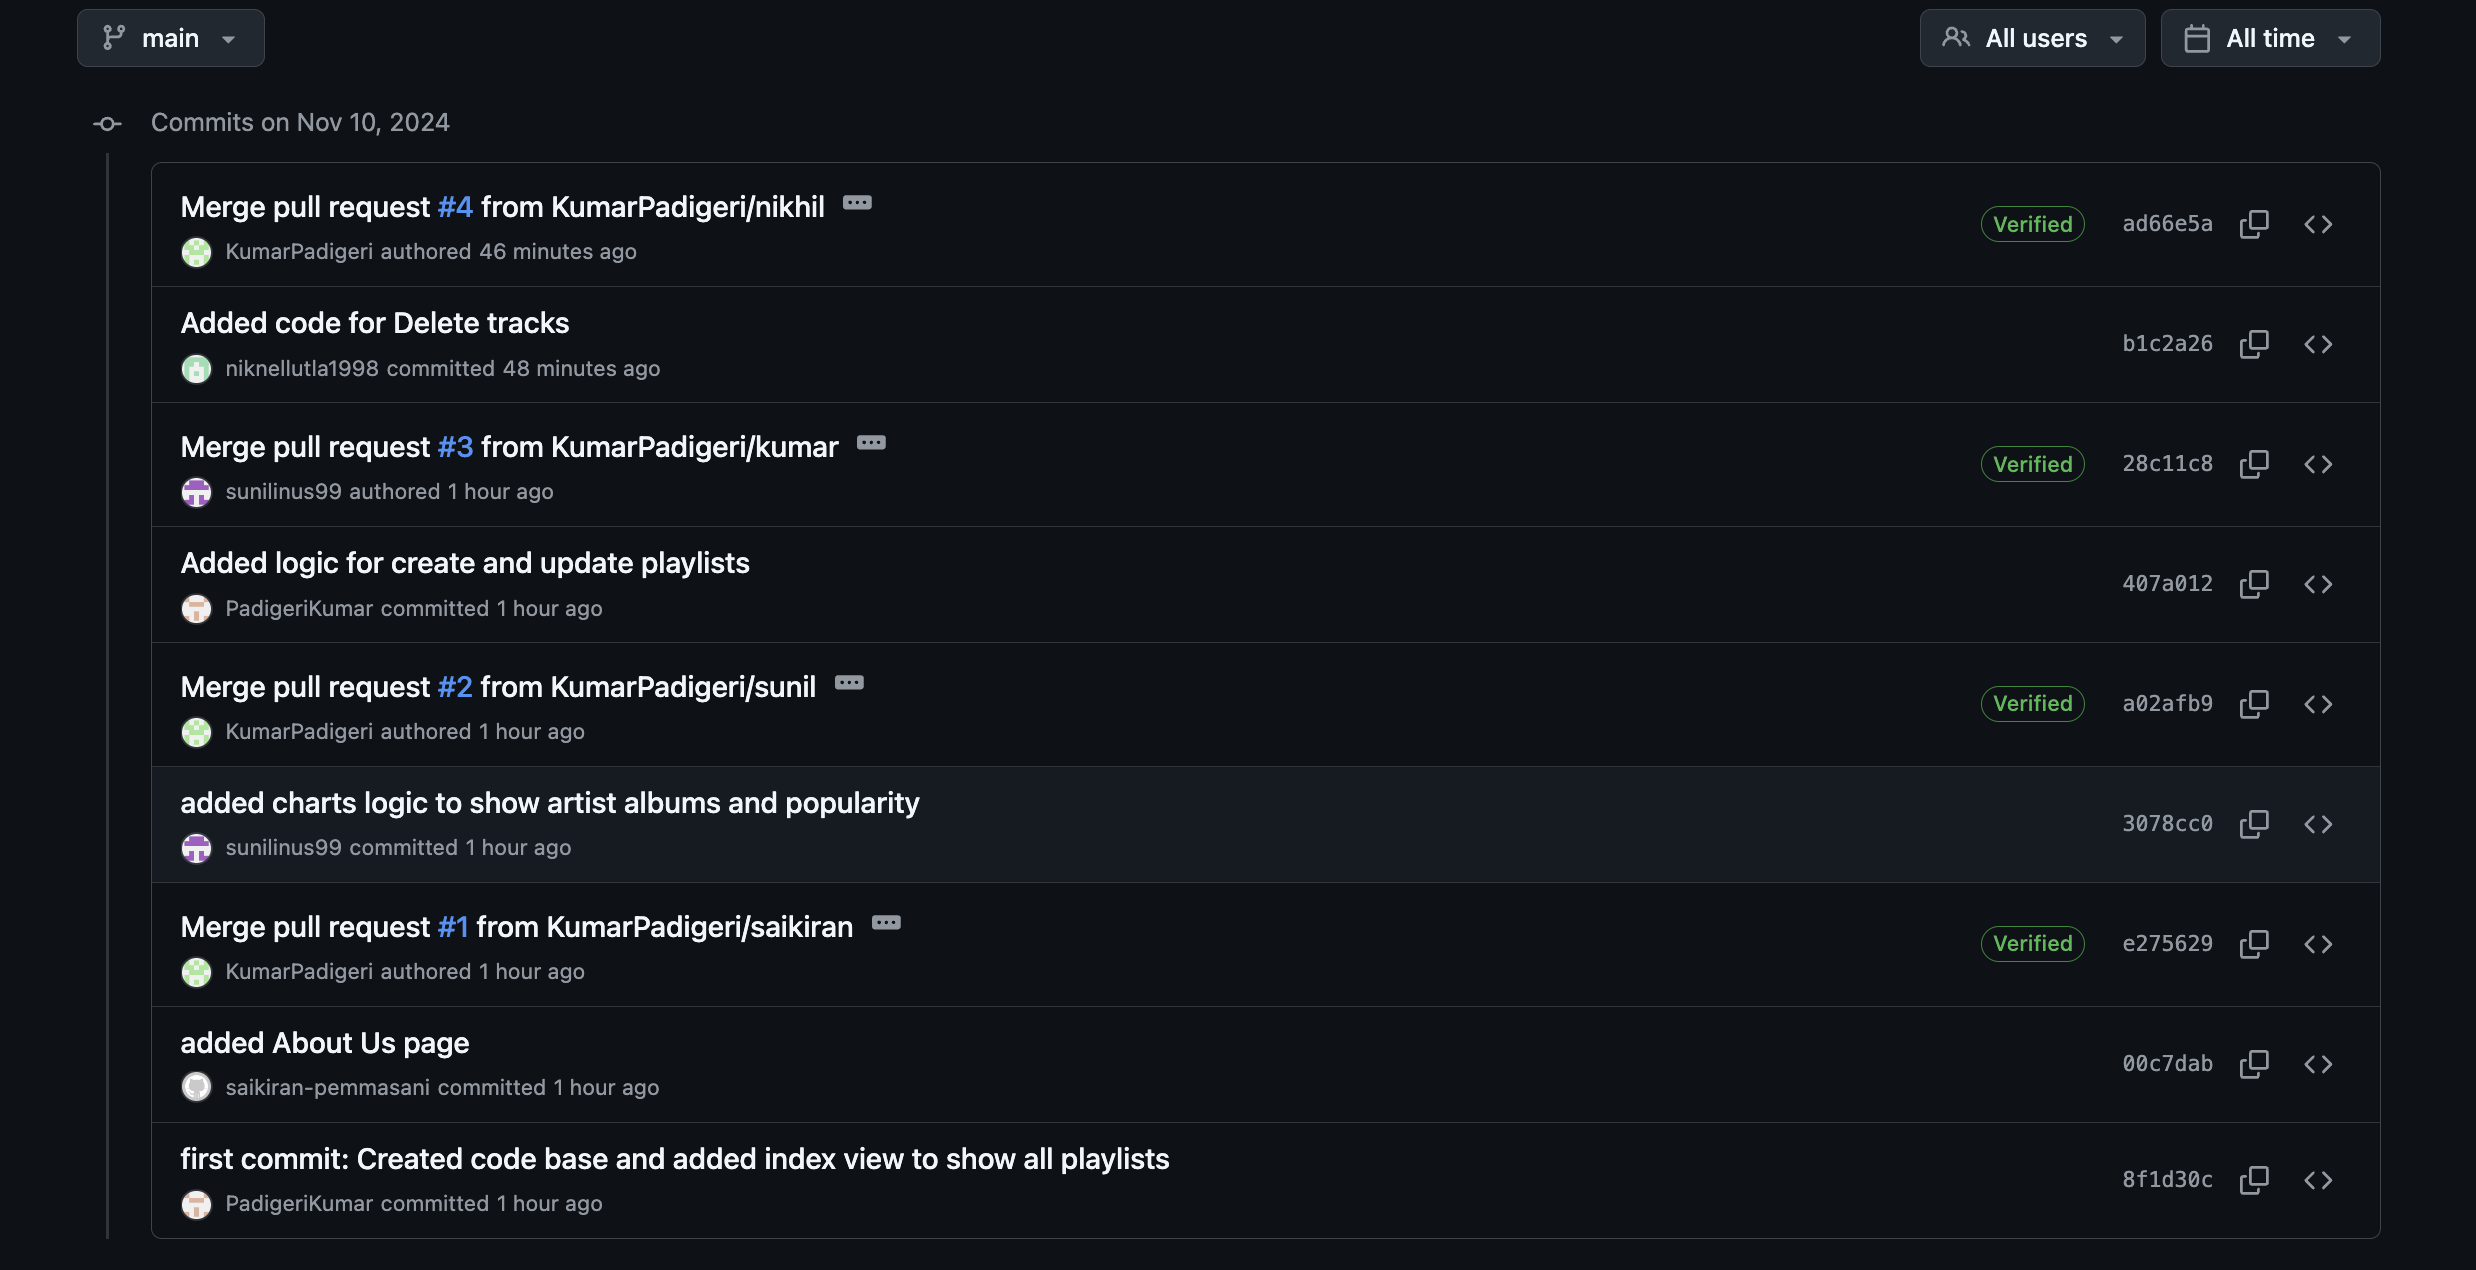 main
All users
All time
Commits on Nov 10, 2024
Merge pull request #4 from KumarPadigeri/nikhil
KumarPadigeri authored 46 minutes ago
Verified
ad66e5a
Added code for Delete tracks
niknellutla1998 committed 48 minutes ago
b1c2a26
Merge pull request #3 from KumarPadigeri/kumar
sunilinus99 authored 1 hour ago
Verified
28c11c8
Added logic for create and update playlists
PadigeriKumar committed 1 hour ago
407a012
Merge pull request #2 from KumarPadigeri/sunil
KumarPadigeri authored 1 hour ago
Verified
a02afb9
added charts logic to show artist albums and popularity
sunilinus99 committed 1 hour ago
3078cc0
Merge pull request #1 from KumarPadigeri/saikiran
KumarPadigeri authored 1 hour ago
Verified
e275629
added About Us page
saikiran-pemmasani committed 1 hour ago
00c7dab
first commit: Created code base and added index view to show all playlists
PadigeriKumar committed 1 hour ago
8f1d30c